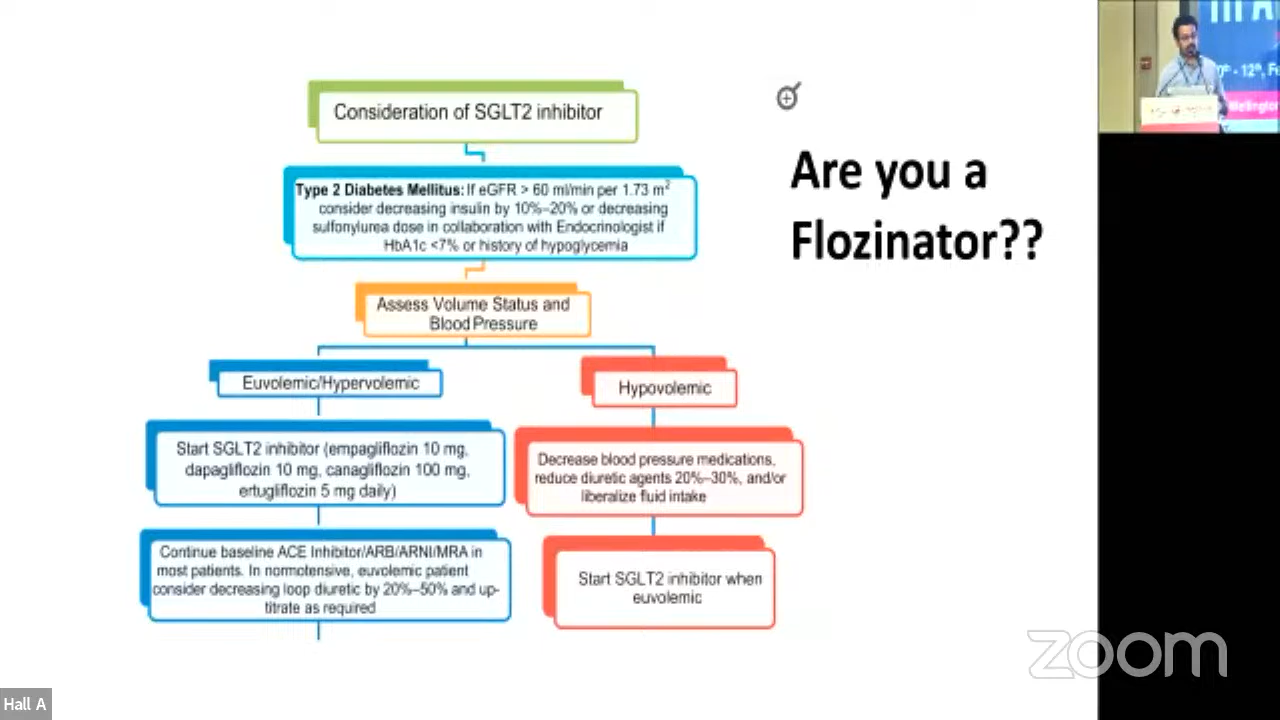 Consideration of SGLT2 inhibitor
Type 2 Diabetes Mellitus: If eGFR > 60 ml/min per 1.73 m²
consider decreasing insulin by 10%–20% or decreasing
sulfonylurea dose in collaboration with Endocrinologist if
HbA1c <7% or history of hypoglycemia
Assess Volume Status and
Blood Pressure
Euvolemic/Hypervolemic
Start SGLT2 inhibitor (empagliflozin 10 mg,
dapagliflozin 10 mg, canagliflozin 100 mg,
ertugliflozin 5 mg daily)
Continue baseline ACE Inhibitor/ARB/ARNI/MRA in
most patients. In normotensive, euvolemic patient
consider decreasing loop diuretic by 20%–50% and up-
titrate as required
Hypovolemic
Decrease blood pressure medications,
reduce diuretic agents 20%–30%, and/or
liberalize fluid intake
Start SGLT2 inhibitor when
euvolemic
Are you a
Flozinator??
- 12th, Fe
Wellington
zoom
Hall A